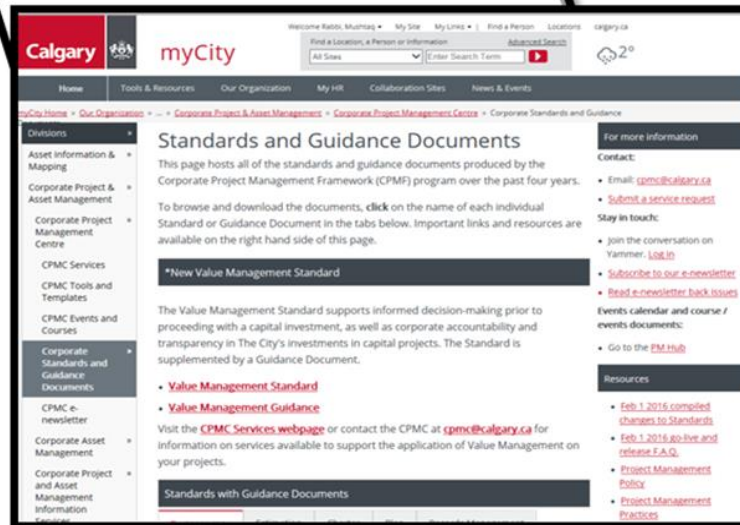 Welcome Rabbi, Mushtaq My Site My Links | Find a Person Locations calgary.ca
Calgary
myCity
Find a Location, a Person or Information Advanced Search
All Sites Enter Search Term
2°
Home Tools & Resources Our Organization My HR Collaboration Sites News & Events
myCity Home » Our Organization » ... » Corporate Project & Asset Management » Corporate Project Management Centre » Corporate Standards and Guidance
Divisions
Asset Information & Mapping
Corporate Project & Asset Management
Corporate Project Management Centre
CPMC Services
CPMC Tools and Templates
CPMC Events and Courses
Corporate Standards and Guidance Documents
CPMC e-newsletter
Corporate Asset Management
Corporate Project and Asset Management Information Services
Standards and Guidance Documents
This page hosts all of the standards and guidance documents produced by the
Corporate Project Management Framework (CPMF) program over the past four years.
To browse and download the documents, click on the name of each individual
Standard or Guidance Document in the tabs below. Important links and resources are
available on the right hand side of this page.
*New Value Management Standard
The Value Management Standard supports informed decision-making prior to
proceeding with a capital investment, as well as corporate accountability and
transparency in The City's investments in capital projects. The Standard is
supplemented by a Guidance Document.
• Value Management Standard
• Value Management Guidance
Visit the CPMC Services webpage or contact the CPMC at cpmc@calgary.ca for
information on services available to support the application of Value Management on
your projects.
Standards with Guidance Documents
For more information
Contact:
• Email: cpmc@calgary.ca
• Submit a service request
Stay in touch:
• Join the conversation on
Yammer. Log in
• Subscribe to our e-newsletter
• Read e-newsletter back issues
Events calendar and course /
events documents:
• Go to the PM Hub
Resources
• Feb 1 2016 compiled
changes to Standards
• Feb 1 2016 go-live and
release F.A.Q.
• Project Management
Policy
• Project Management
Practices